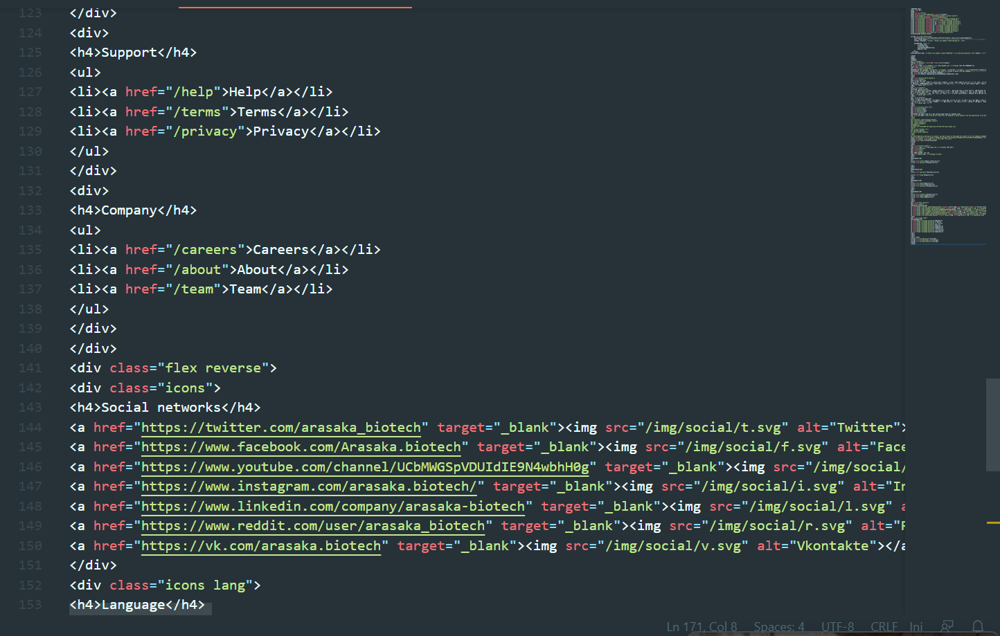 123 </div>
124 <div>
125 <h4>Support</h4>
126 <ul>
127 <li><a href="/help">Help</a></li>
128 <li><a href="/terms">Terms</a></li>
129 <li><a href="/privacy">Privacy</a></li>
130 </ul>
131 </div>
132 <div>
133 <h4>Company</h4>
134 <ul>
135 <li><a href="/careers">Careers</a></li>
136 <li><a href="/about">About</a></li>
137 <li><a href="/team">Team</a></li>
138 </ul>
139 </div>
140 </div>
141 <div class="flex reverse">
142 <div class="icons">
143 <h4>Social networks</h4>
144 <a href="https://twitter.com/arasaka_biotech" target="_blank"><img src="/img/social/t.svg" alt="Twitter">
145 <a href="https://www.facebook.com/Arasaka.biotech" target="_blank"><img src="/img/social/f.svg" alt="Face
146 <a href="https://www.youtube.com/channel/UCbMWGSpVDUIdIE9N4wbhH0g" target="_blank"><img src="/img/social/
147 <a href="https://www.instagram.com/arasaka.biotech/" target="_blank"><img src="/img/social/i.svg" alt="In
148 <a href="https://www.linkedin.com/company/arasaka-biotech" target="_blank"><img src="/img/social/l.svg" a
149 <a href="https://www.reddit.com/user/arasaka_biotech" target="_blank"><img src="/img/social/r.svg" alt="R
150 <a href="https://vk.com/arasaka.biotech" target="_blank"><img src="/img/social/v.svg" alt="Vkontakte"></a
151 </div>
152 <div class="icons lang">
153 <h4>Language</h4>
Ln 171, Col 8 Spaces: 4 UTF-8 CRLF Ini